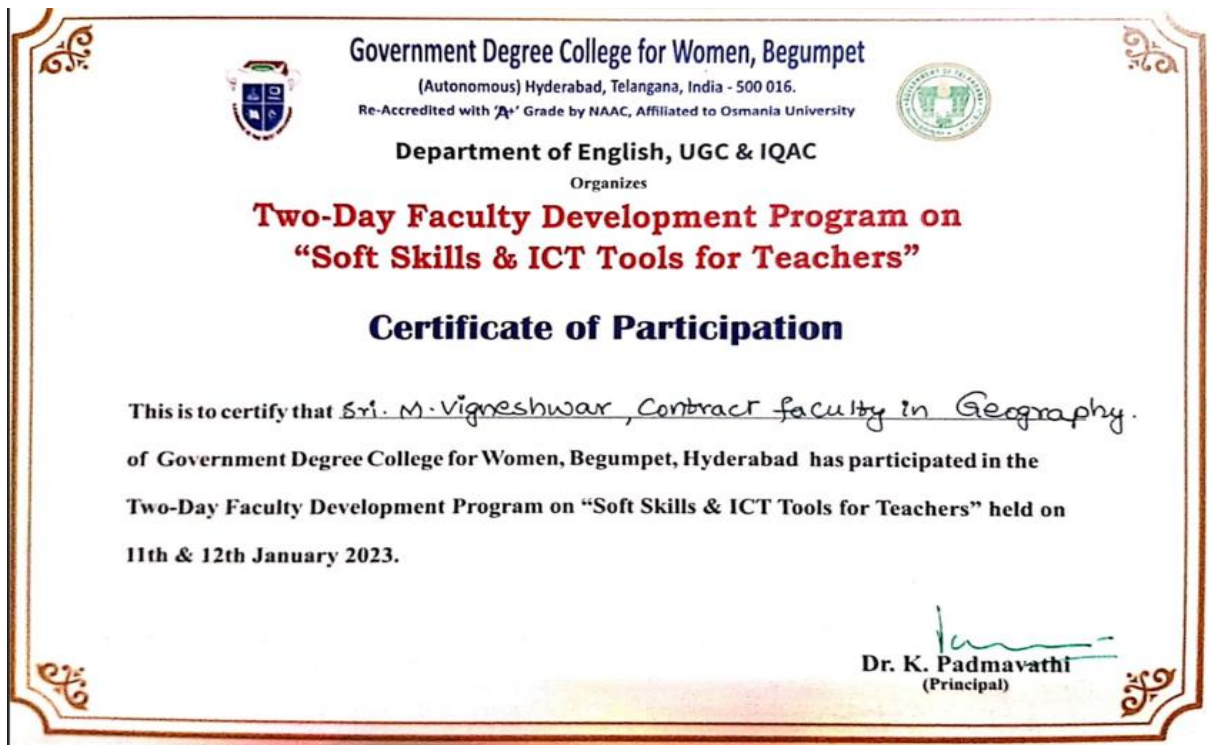 Government Degree College for Women, Begumpet
(Autonomous) Hyderabad, Telangana, India - 500 016.
Re-Accredited with 'A+' Grade by NAAC, Affiliated to Osmania University
Department of English, UGC & IQAC
Organizes
Two-Day Faculty Development Program on
“Soft Skills & ICT Tools for Teachers”
Certificate of Participation
This is to certify that Sri. M. Vigneshwar, Contract faculty in Geography.
of Government Degree College for Women, Begumpet, Hyderabad has participated in the
Two-Day Faculty Development Program on “Soft Skills & ICT Tools for Teachers” held on
11th & 12th January 2023.
Dr. K. Padmavathi
(Principal)